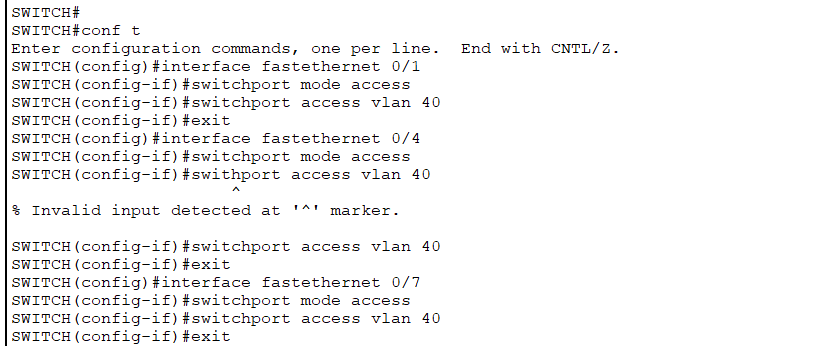 SWITCH#
SWITCH#conf t
Enter configuration commands, one per line.  End with CNTL/Z.
SWITCH(config)#interface fastethernet 0/1
SWITCH(config-if)#switchport mode access
SWITCH(config-if)#switchport access vlan 40
SWITCH(config-if)#exit
SWITCH(config)#interface fastethernet 0/4
SWITCH(config-if)#switchport mode access
SWITCH(config-if)#swithport access vlan 40
                       ^
% Invalid input detected at '^' marker.
SWITCH(config-if)#switchport access vlan 40
SWITCH(config-if)#exit
SWITCH(config)#interface fastethernet 0/7
SWITCH(config-if)#switchport mode access
SWITCH(config-if)#switchport access vlan 40
SWITCH(config-if)#exit